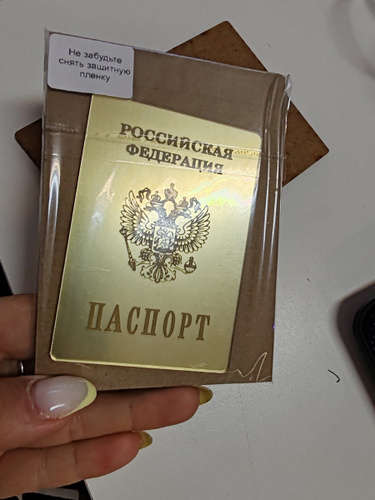 Не забудьте
снять защитную
пленку
РОССИЙСКАЯ
ФЕДЕРАЦИЯ
ПАСПОРТ